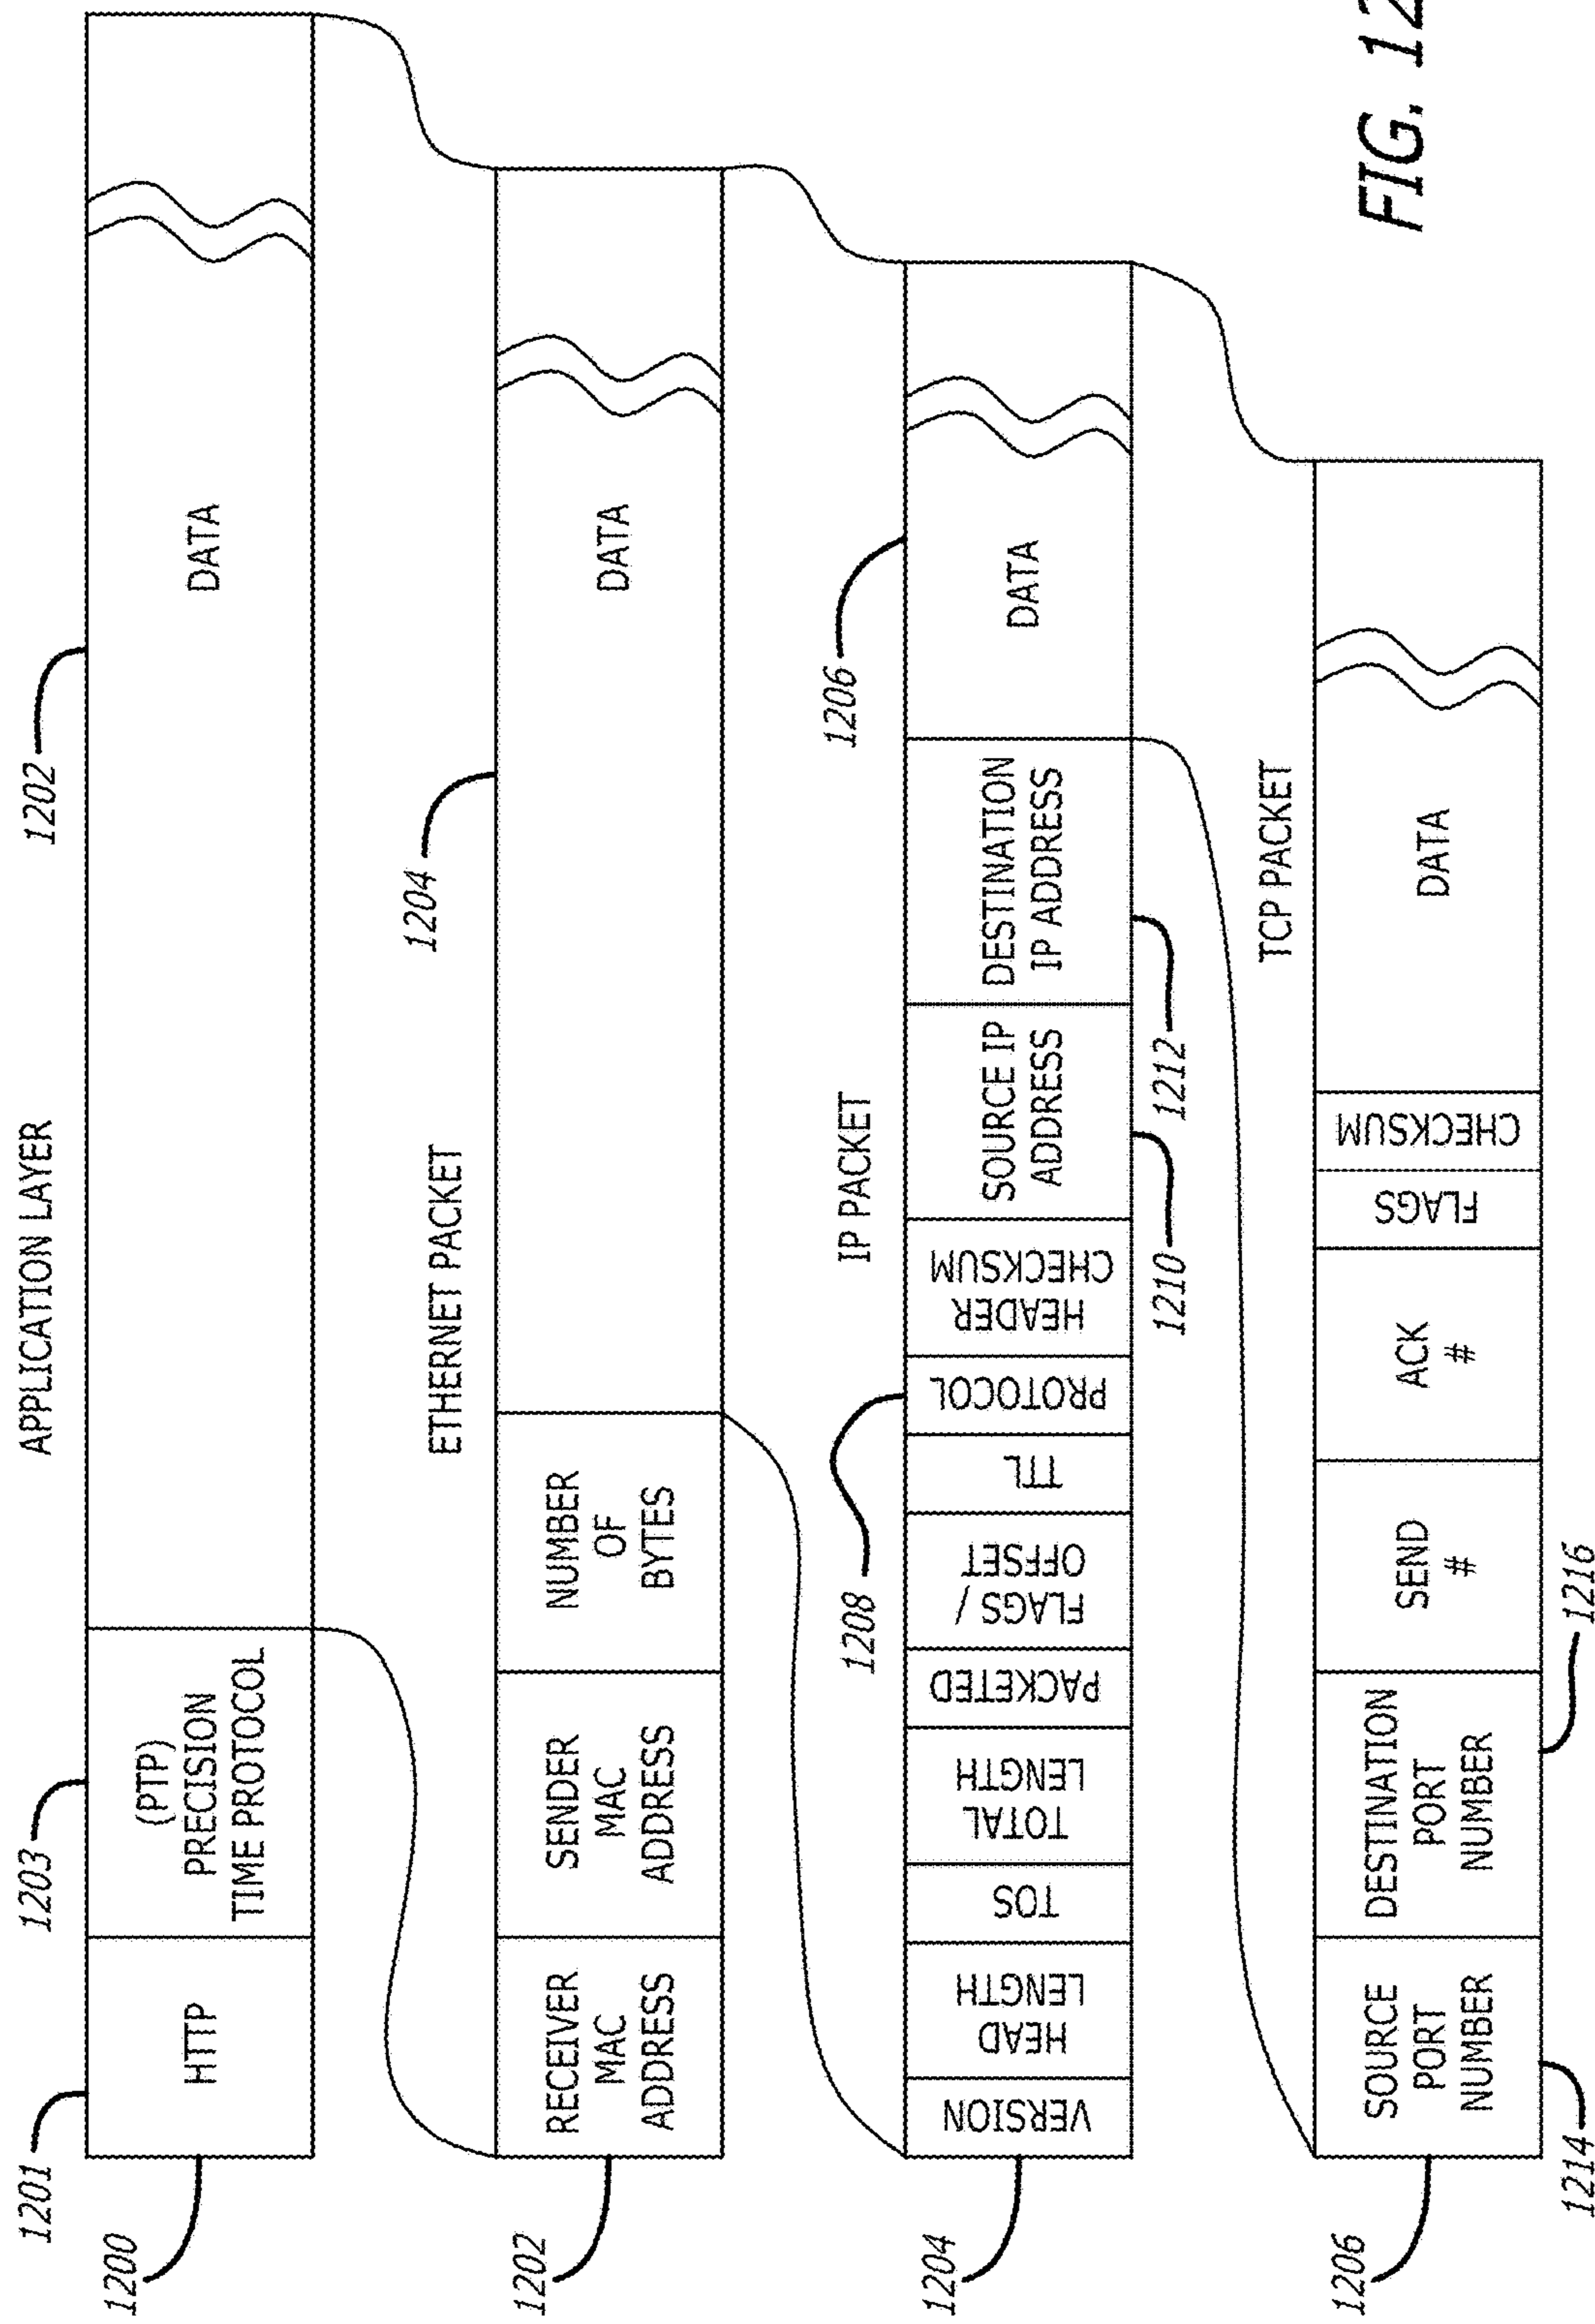 APPLICATION LAYER
1202
1203
1201
1200
HTTP
(PTP)
PRECISION
TIME PROTOCOL
DATA
ETHERNET PACKET
1204
1202
RECEIVER
MAC
ADDRESS
SENDER
MAC
ADDRESS
NUMBER
OF
BYTES
DATA
IP PACKET
1206
1208
1204
VERSION
HEAD
LENGTH
TOS
TOTAL
LENGTH
PACKETED
FLAGS /
OFFSET
TTL
PROTOCOL
HEADER
CHECKSUM
SOURCE IP
ADDRESS
DESTINATION
IP ADDRESS
DATA
1210
1212
TCP PACKET
1206
SOURCE
PORT
NUMBER
DESTINATION
PORT
NUMBER
SEND
#
ACK
#
FLAGS
CHECKSUM
DATA
1214
1216
FIG. 12